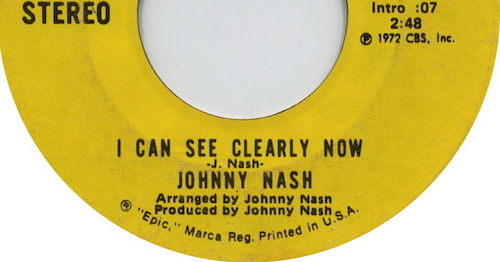 STEREO
Intro :07
2:48
Ⓟ 1972 CBS, Inc.
I CAN SEE CLEARLY NOW
-J. Nash-
JOHNNY NASH
Arranged by Johnny Nash
Produced by Johnny Nash
® "Epic," Marca Reg. Printed in U.S.A.